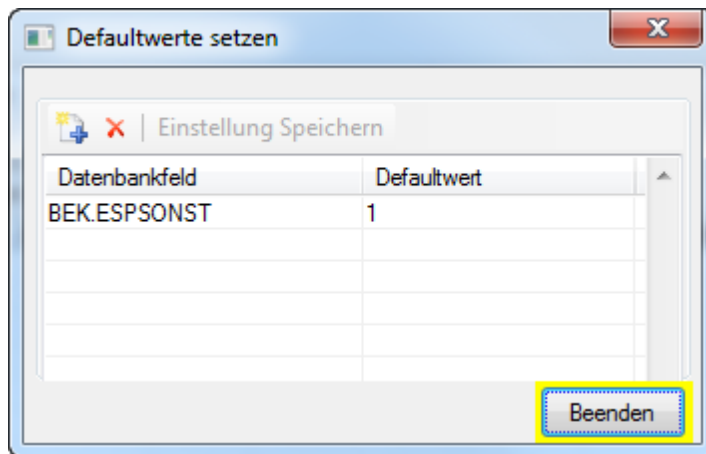 Defaultwerte setzen
Einstellung Speichern
Datenbankfeld Defaultwert
BEK.ESPSONST 1
Beenden